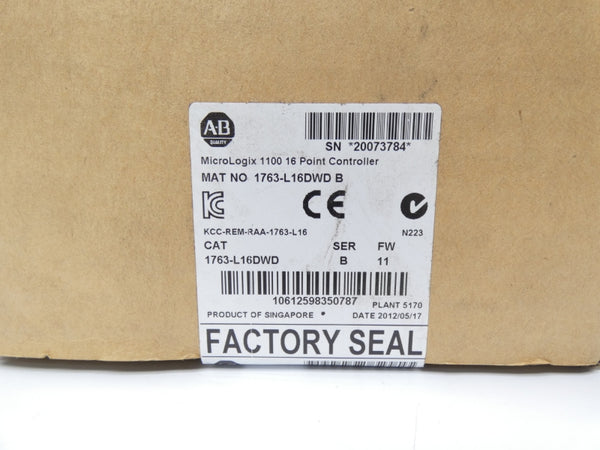 A-B
QUALITY
SN *20073784*
MicroLogix 1100 16 Point Controller
MAT NO 1763-L16DWD B
KC
CE
KCC-REM-RAA-1763-L16
N223
CAT SER FW
1763-L16DWD B 11
10612598350787
PLANT 5170
PRODUCT OF SINGAPORE * DATE 2012/05/17
FACTORY SEAL